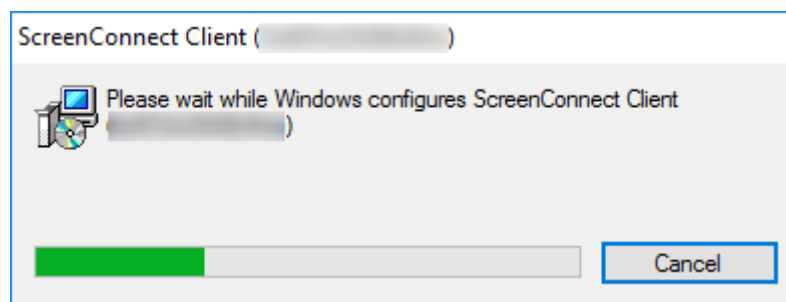 ScreenConnect Client ( )
Please wait while Windows configures ScreenConnect Client
( )
Cancel